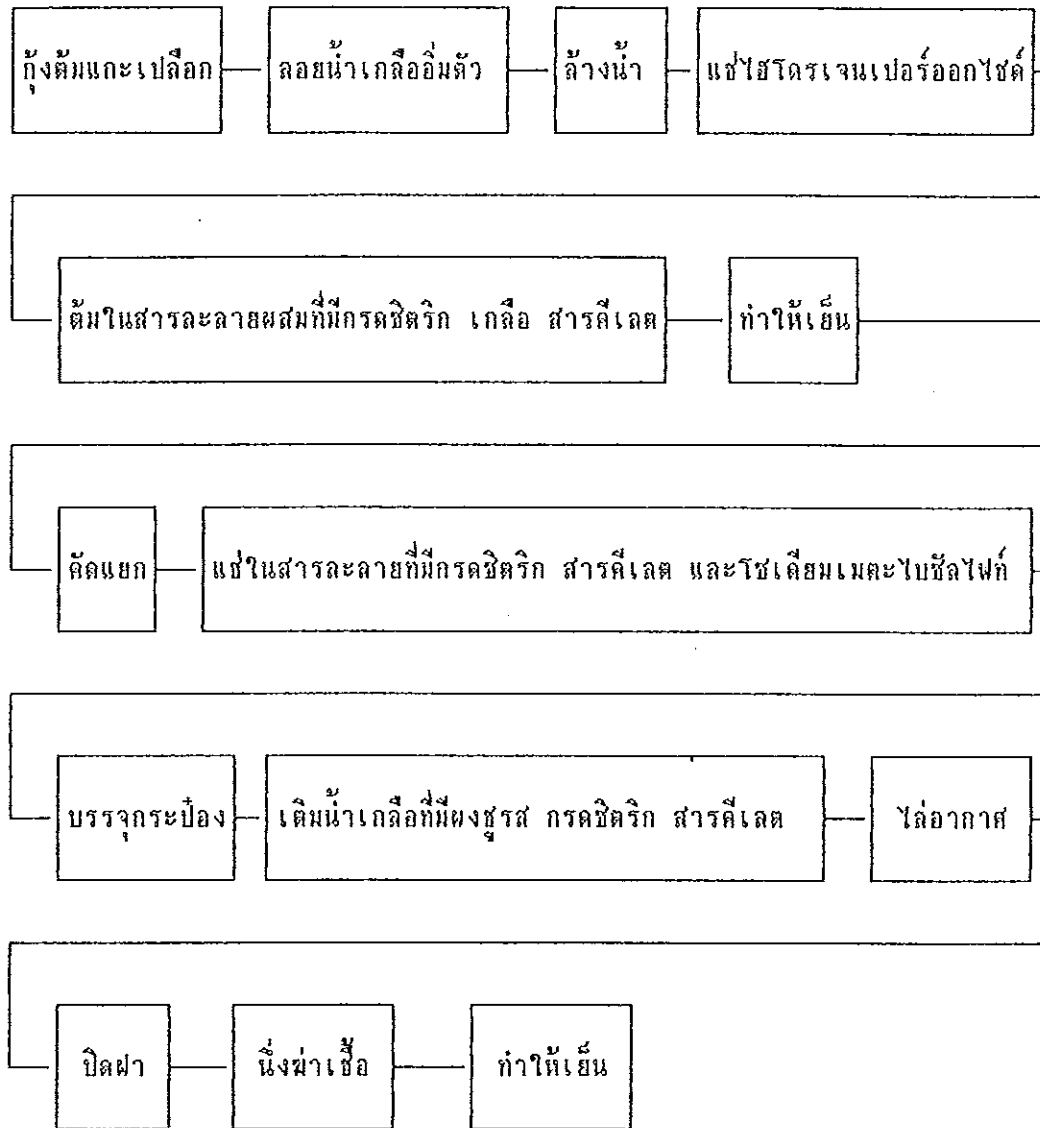 กุ้งต้มแกะเปลือก ลอยน้ำเกลืออิ่มตัว ล้างน้ำ แช่ไฮโดรเจนเปอร์ออกไซด์
ต้มในสารละลายผสมที่มีกรดซิตริก เกลือ สารคีเลต ทำให้เย็น
คัดแยก แช่ในสารละลายที่มีกรดซิตริก สารคีเลต และโซเดียมเมตะไบซัลไฟท์
บรรจุกระป๋อง เติมน้ำเกลือที่มีผงชูรส กรดซิตริก สารคีเลต ไล่อากาศ
ปิดฝา นึ่งฆ่าเชื้อ ทำให้เย็น